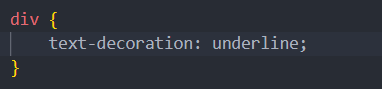 div {
    text-decoration: underline;
}